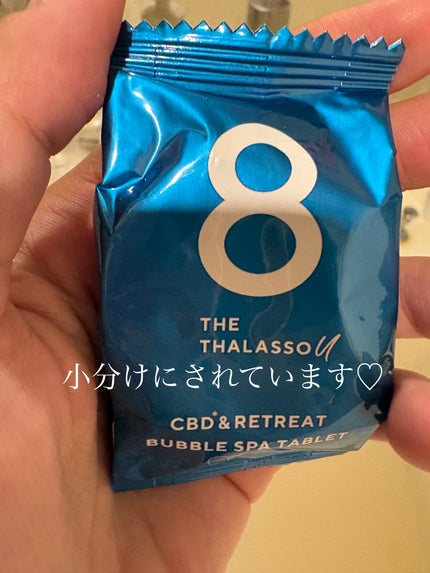 8
THE
THALASSO U
小分けにされています♡
CBD*&RETREAT
BUBBLE SPA TABLET